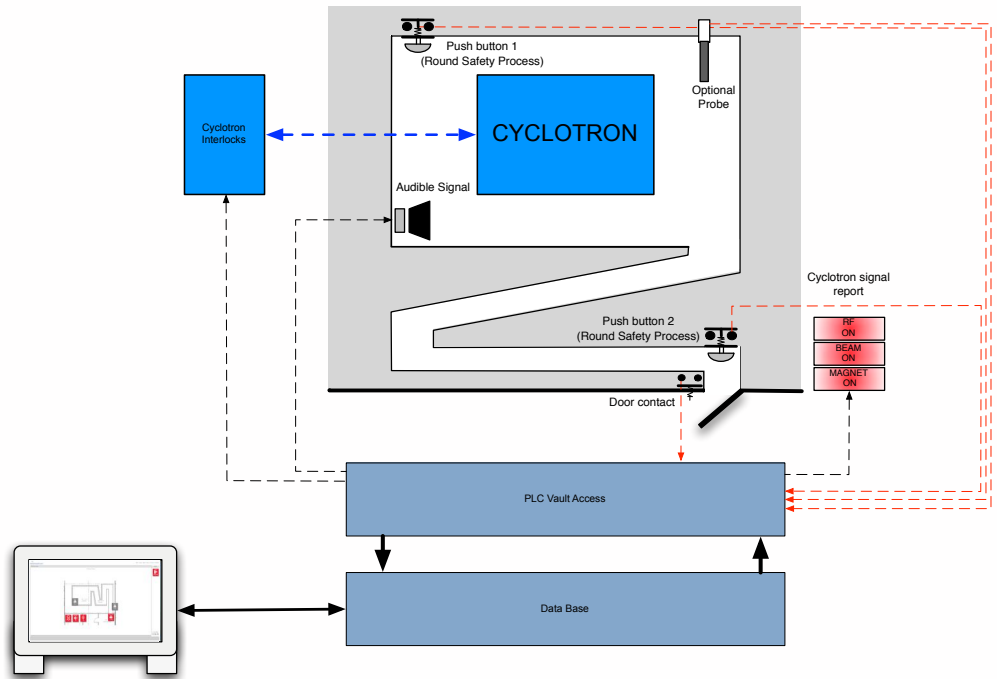 Push button 1
(Round Safety Process)
Optional
Probe
Cyclotron
Interlocks
CYCLOTRON
Audible Signal
Cyclotron signal
report
Push button 2
(Round Safety Process)
RF
ON
BEAM
ON
MAGNET
ON
Door contact
PLC Vault Access
Data Base